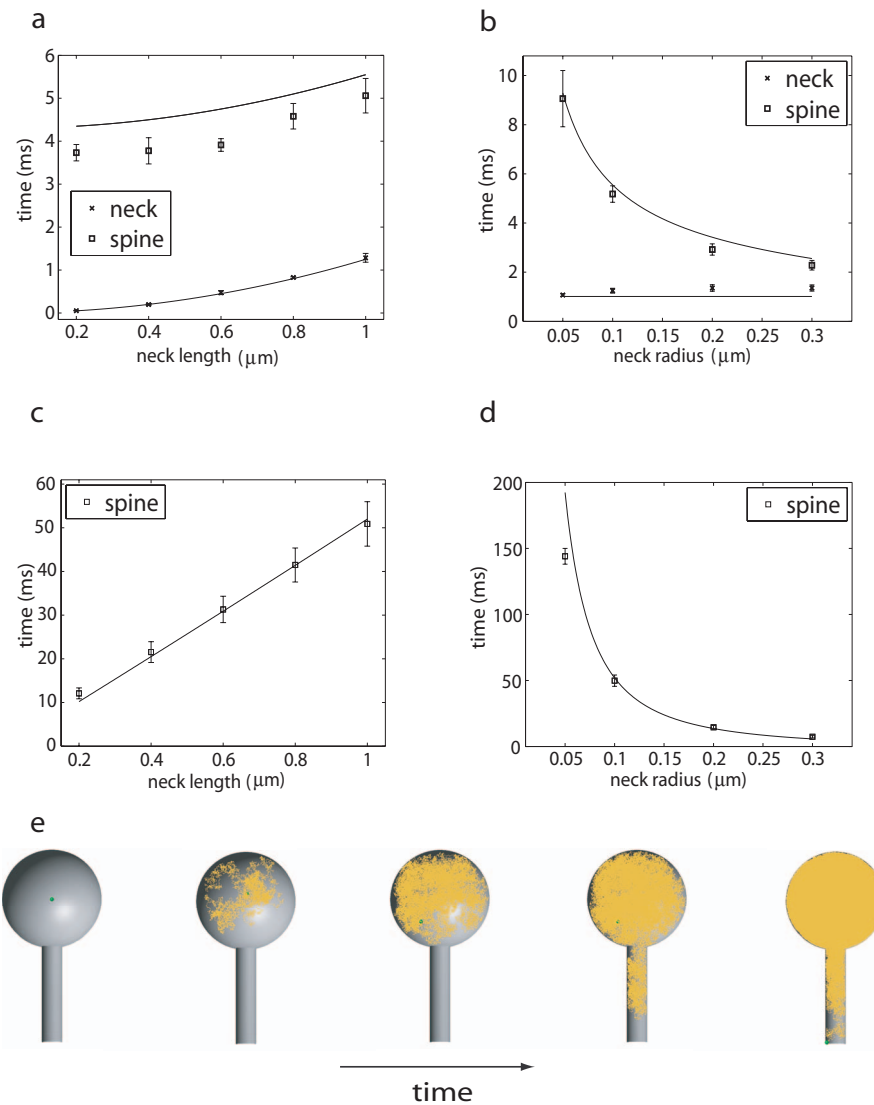 a
time (ms)
6
5
4
3
2
1
0
neck
spine
0.2 0.4 0.6 0.8 1
neck length (μm)
b
time (ms)
10
8
6
4
2
0
neck
spine
0.05 0.1 0.15 0.2 0.25 0.3
neck radius (μm)
c
time (ms)
60
50
40
30
20
10
0
spine
0.2 0.4 0.6 0.8 1
neck length (μm)
d
time (ms)
200
150
100
50
0
spine
0.05 0.1 0.15 0.2 0.25 0.3
neck radius (μm)
e
time